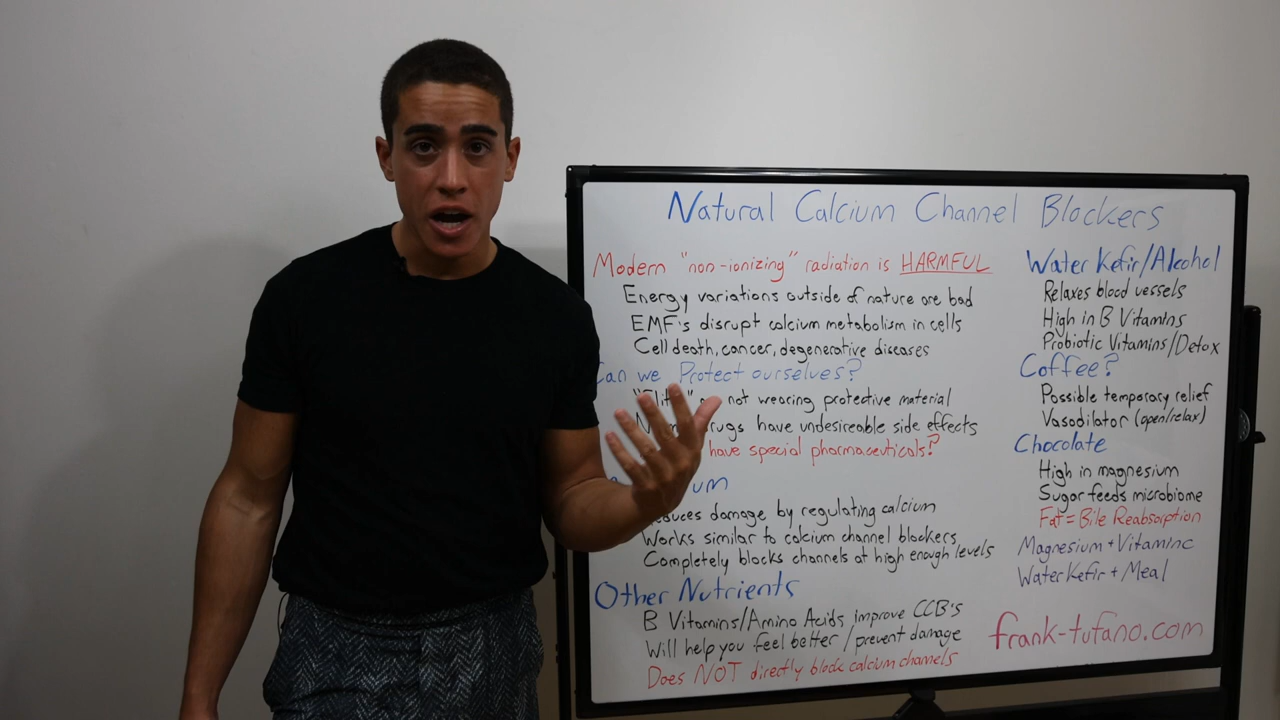 Natural Calcium Channel Blockers
Modern "non-ionizing" radiation is HARMFUL
Energy variations outside of nature are bad
EMF's disrupt calcium metabolism in cells
Cell death, cancer, degenerative diseases
Can we Protect ourselves?
not wearing protective material
drugs have undesireable side effects
have special pharmaceuticals?
damage by regulating calcium
Works similar to calcium channel blockers
Completely blocks channels at high enough levels
Other Nutrients
B Vitamins/Amino Acids improve CCB's
Will help you feel better / prevent damage
Does NOT directly block calcium channels
Water Kefir/Alcohol
Relaxes blood vessels
High in B Vitamins
Probiotic Vitamins/Detox
Coffee?
Possible temporary relief
Vasodilator (open/relax)
Chocolate
High in magnesium
Sugar feeds microbiome
Fat = Bile Reabsorption
Magnesium + Vitaminc
Water Kefir + Meal
frank-tufano.com